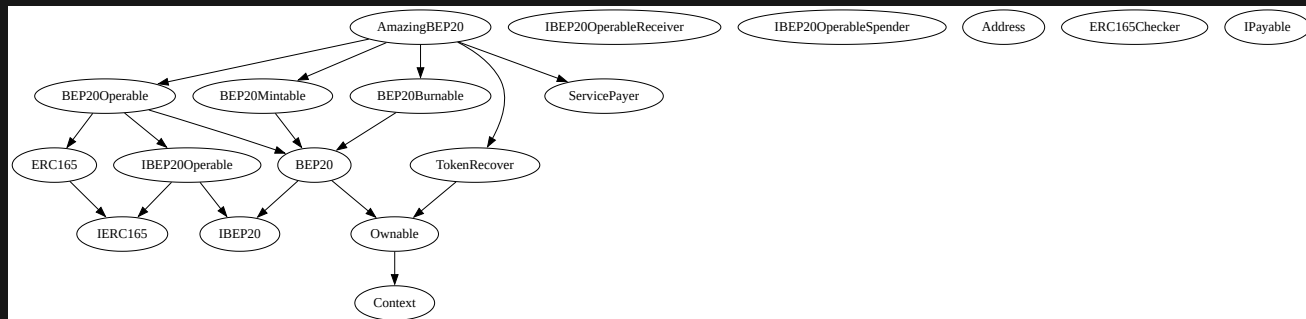 AmazingBEP20 IBEP20OperableReceiver IBEP20OperableSpender Address ERC165Checker IPayable
BEP20Operable BEP20Mintable BEP20Burnable ServicePayer
ERC165 IBEP20Operable BEP20 TokenRecover
IERC165 IBEP20 Ownable
Context